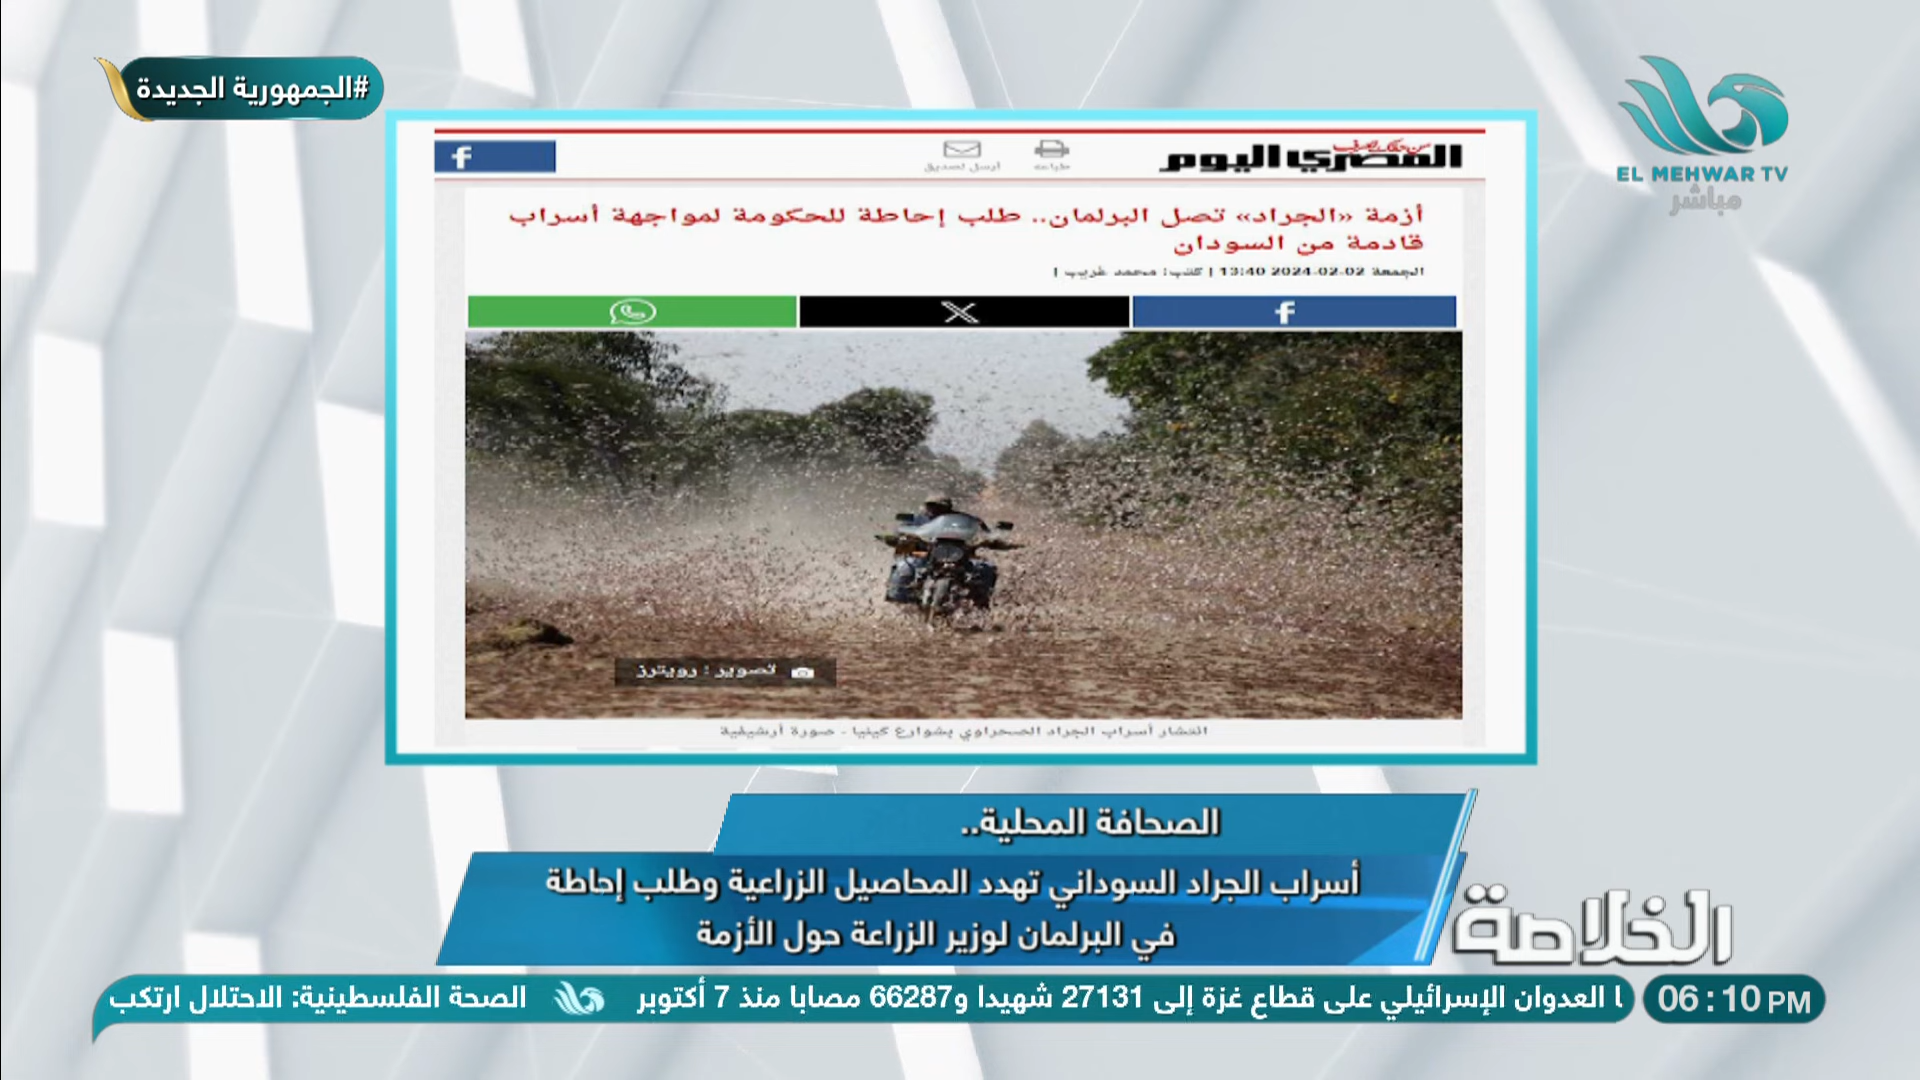 #الجمهورية الجديدة
EL MEHWAR TV
مباشر
المصري اليوم
طباعة
أرسل لصديق
f
أزمة «الجراد» تصل البرلمان.. طلب إحاطة للحكومة لمواجهة أسراب
قادمة من السودان
الجمعة 02-02-2024 13:40 | كتب: محمد غريب |
f
تصوير : رويترز
انتشار أسراب الجراد الصحراوي بشوارع كينيا - صورة أرشيفية
الصحافة المحلية..
أسراب الجراد السوداني تهدد المحاصيل الزراعية وطلب إحاطة
في البرلمان لوزير الزراعة حول الأزمة
الخلاصة
ا العدوان الإسرائيلي على قطاع غزة إلى 27131 شهيدا و66287 مصابا منذ 7 أكتوبر الصحة الفلسطينية: الاحتلال ارتكب
06:10 PM